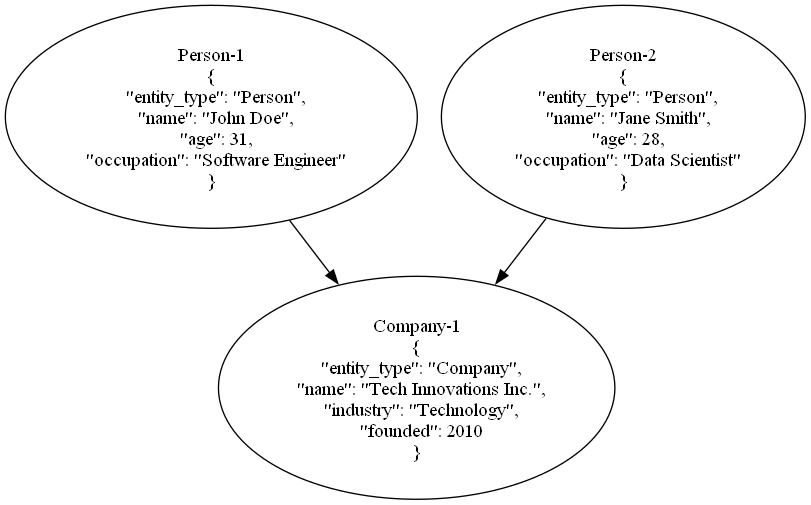 Person-1
{
"entity_type": "Person",
"name": "John Doe",
"age": 31,
"occupation": "Software Engineer"
}
Person-2
{
"entity_type": "Person",
"name": "Jane Smith",
"age": 28,
"occupation": "Data Scientist"
}
Company-1
{
"entity_type": "Company",
"name": "Tech Innovations Inc.",
"industry": "Technology",
"founded": 2010
}